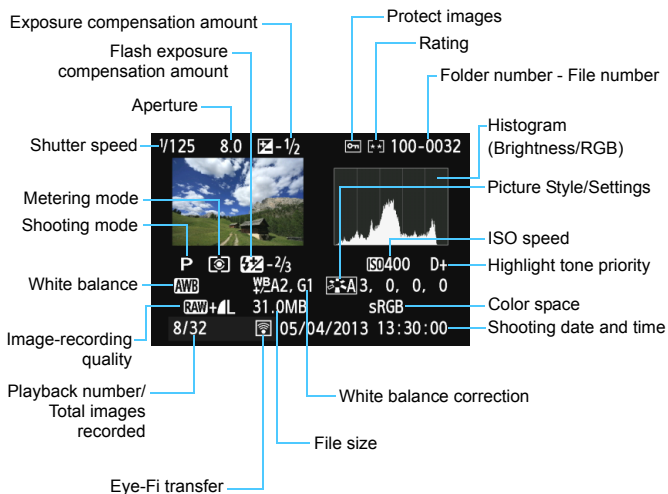 Exposure compensation amount
Protect images
Flash exposure
compensation amount
Rating
Folder number - File number
Aperture
Shutter speed
Histogram
(Brightness/RGB)
1/125 8.0 -1/2 100-0032
Metering mode
Picture Style/Settings
Shooting mode
ISO speed
P -2/3 ISO400 D+
Highlight tone priority
White balance
AWB WB+/-A2, G1 A3, 0, 0, 0
RAW+L 31.0MB sRGB
Color space
Image-recording
quality
8/32 05/04/2013 13:30:00
Shooting date and time
Playback number/
Total images
recorded
White balance correction
File size
Eye-Fi transfer